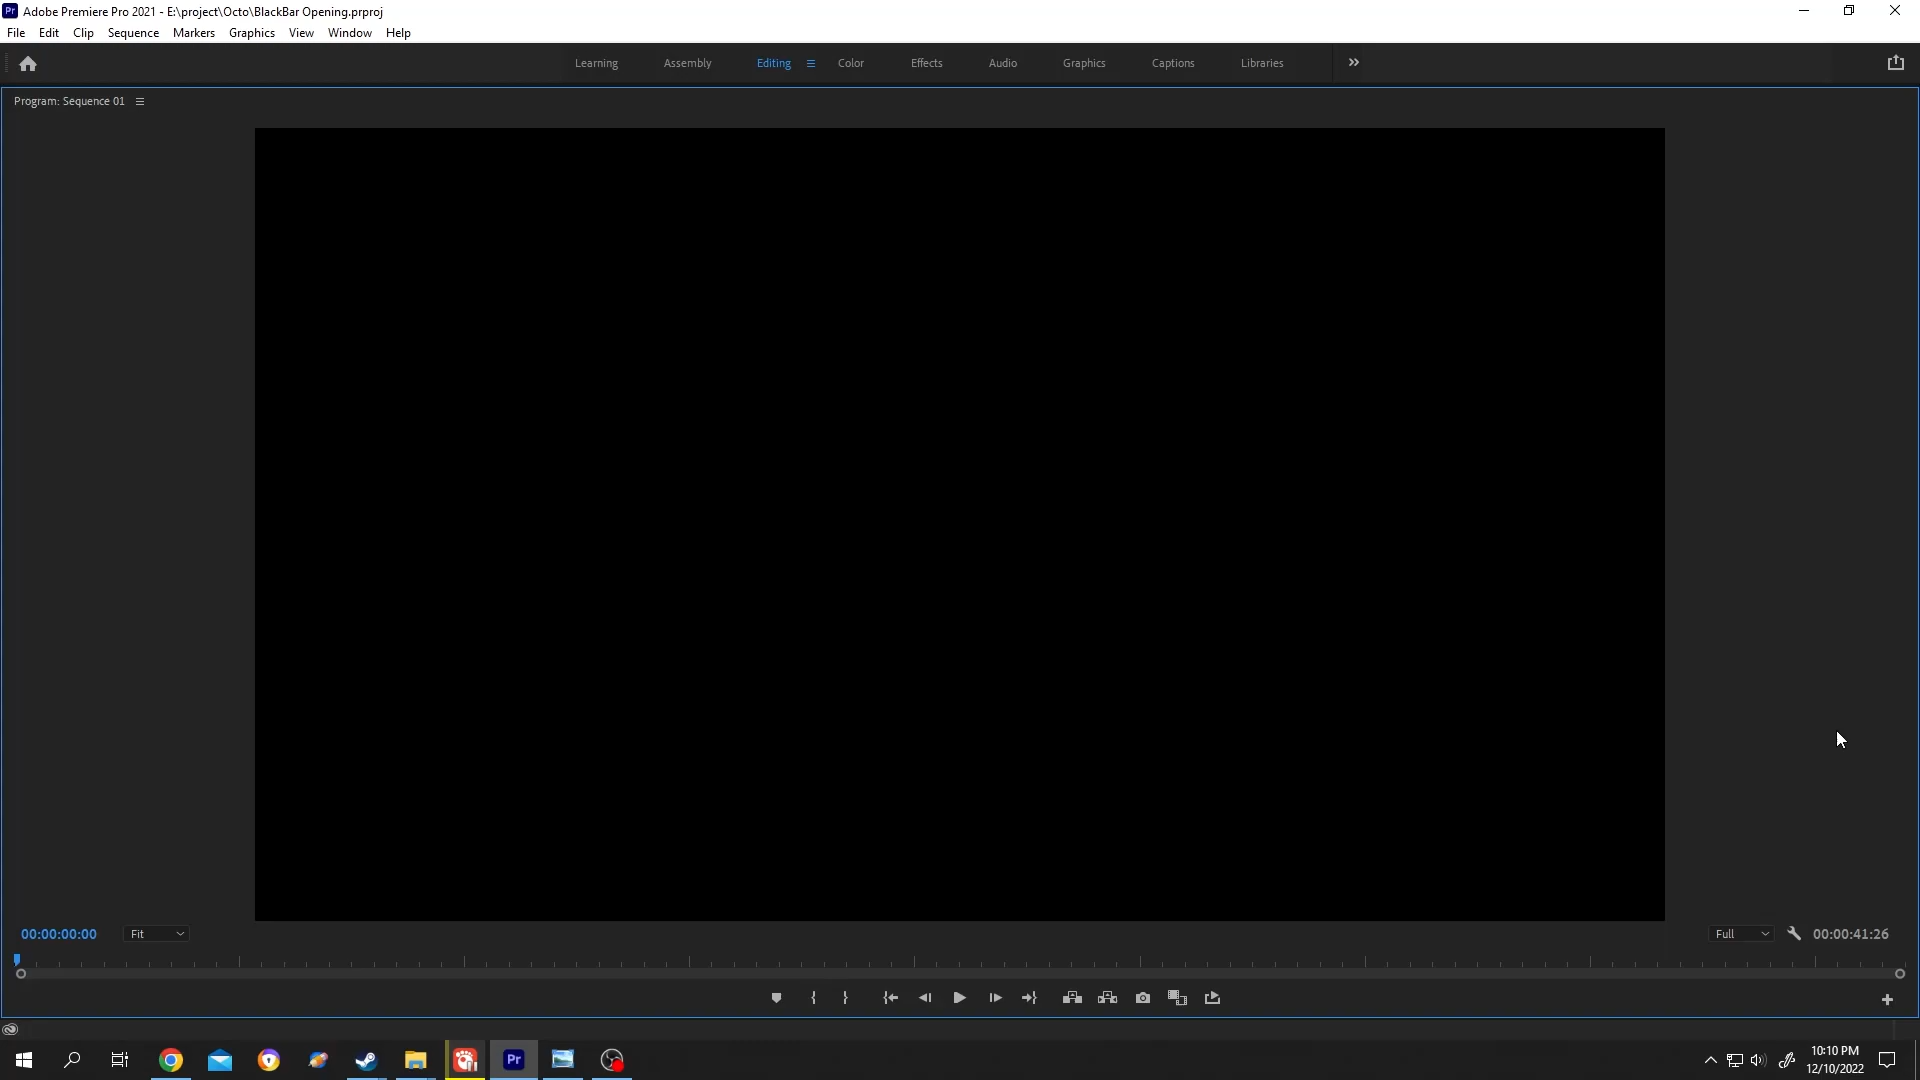 Adobe Premiere Pro 2021 - E:\project\Octo\BlackBar Opening.prproj
File Edit Clip Sequence Markers Graphics View Window Help
Learning Assembly Editing Color Effects Audio Graphics Captions Libraries
Program: Sequence 01
00:00:00:00 Fit Full 00:00:41:26
Pr
10:10 PM
12/10/2022